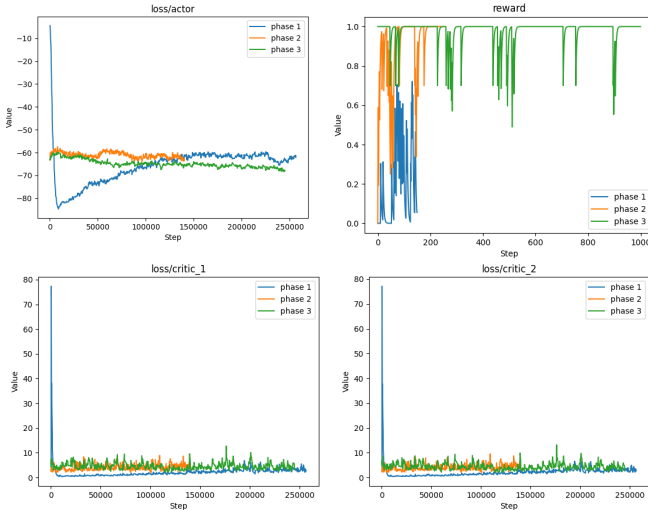 loss/actor
phase 1
phase 2
phase 3
−10
−20
−30
−40
−50
−60
−70
−80
Value
0
50000
100000
150000
200000
250000
Step
reward
1.0
0.8
0.6
0.4
0.2
0.0
Value
phase 1
phase 2
phase 3
0
200
400
600
800
1000
Step
loss/critic_1
phase 1
phase 2
phase 3
80
70
60
50
40
30
20
10
0
Value
0
50000
100000
150000
200000
250000
Step
loss/critic_2
phase 1
phase 2
phase 3
80
70
60
50
40
30
20
10
0
Value
0
50000
100000
150000
200000
250000
Step